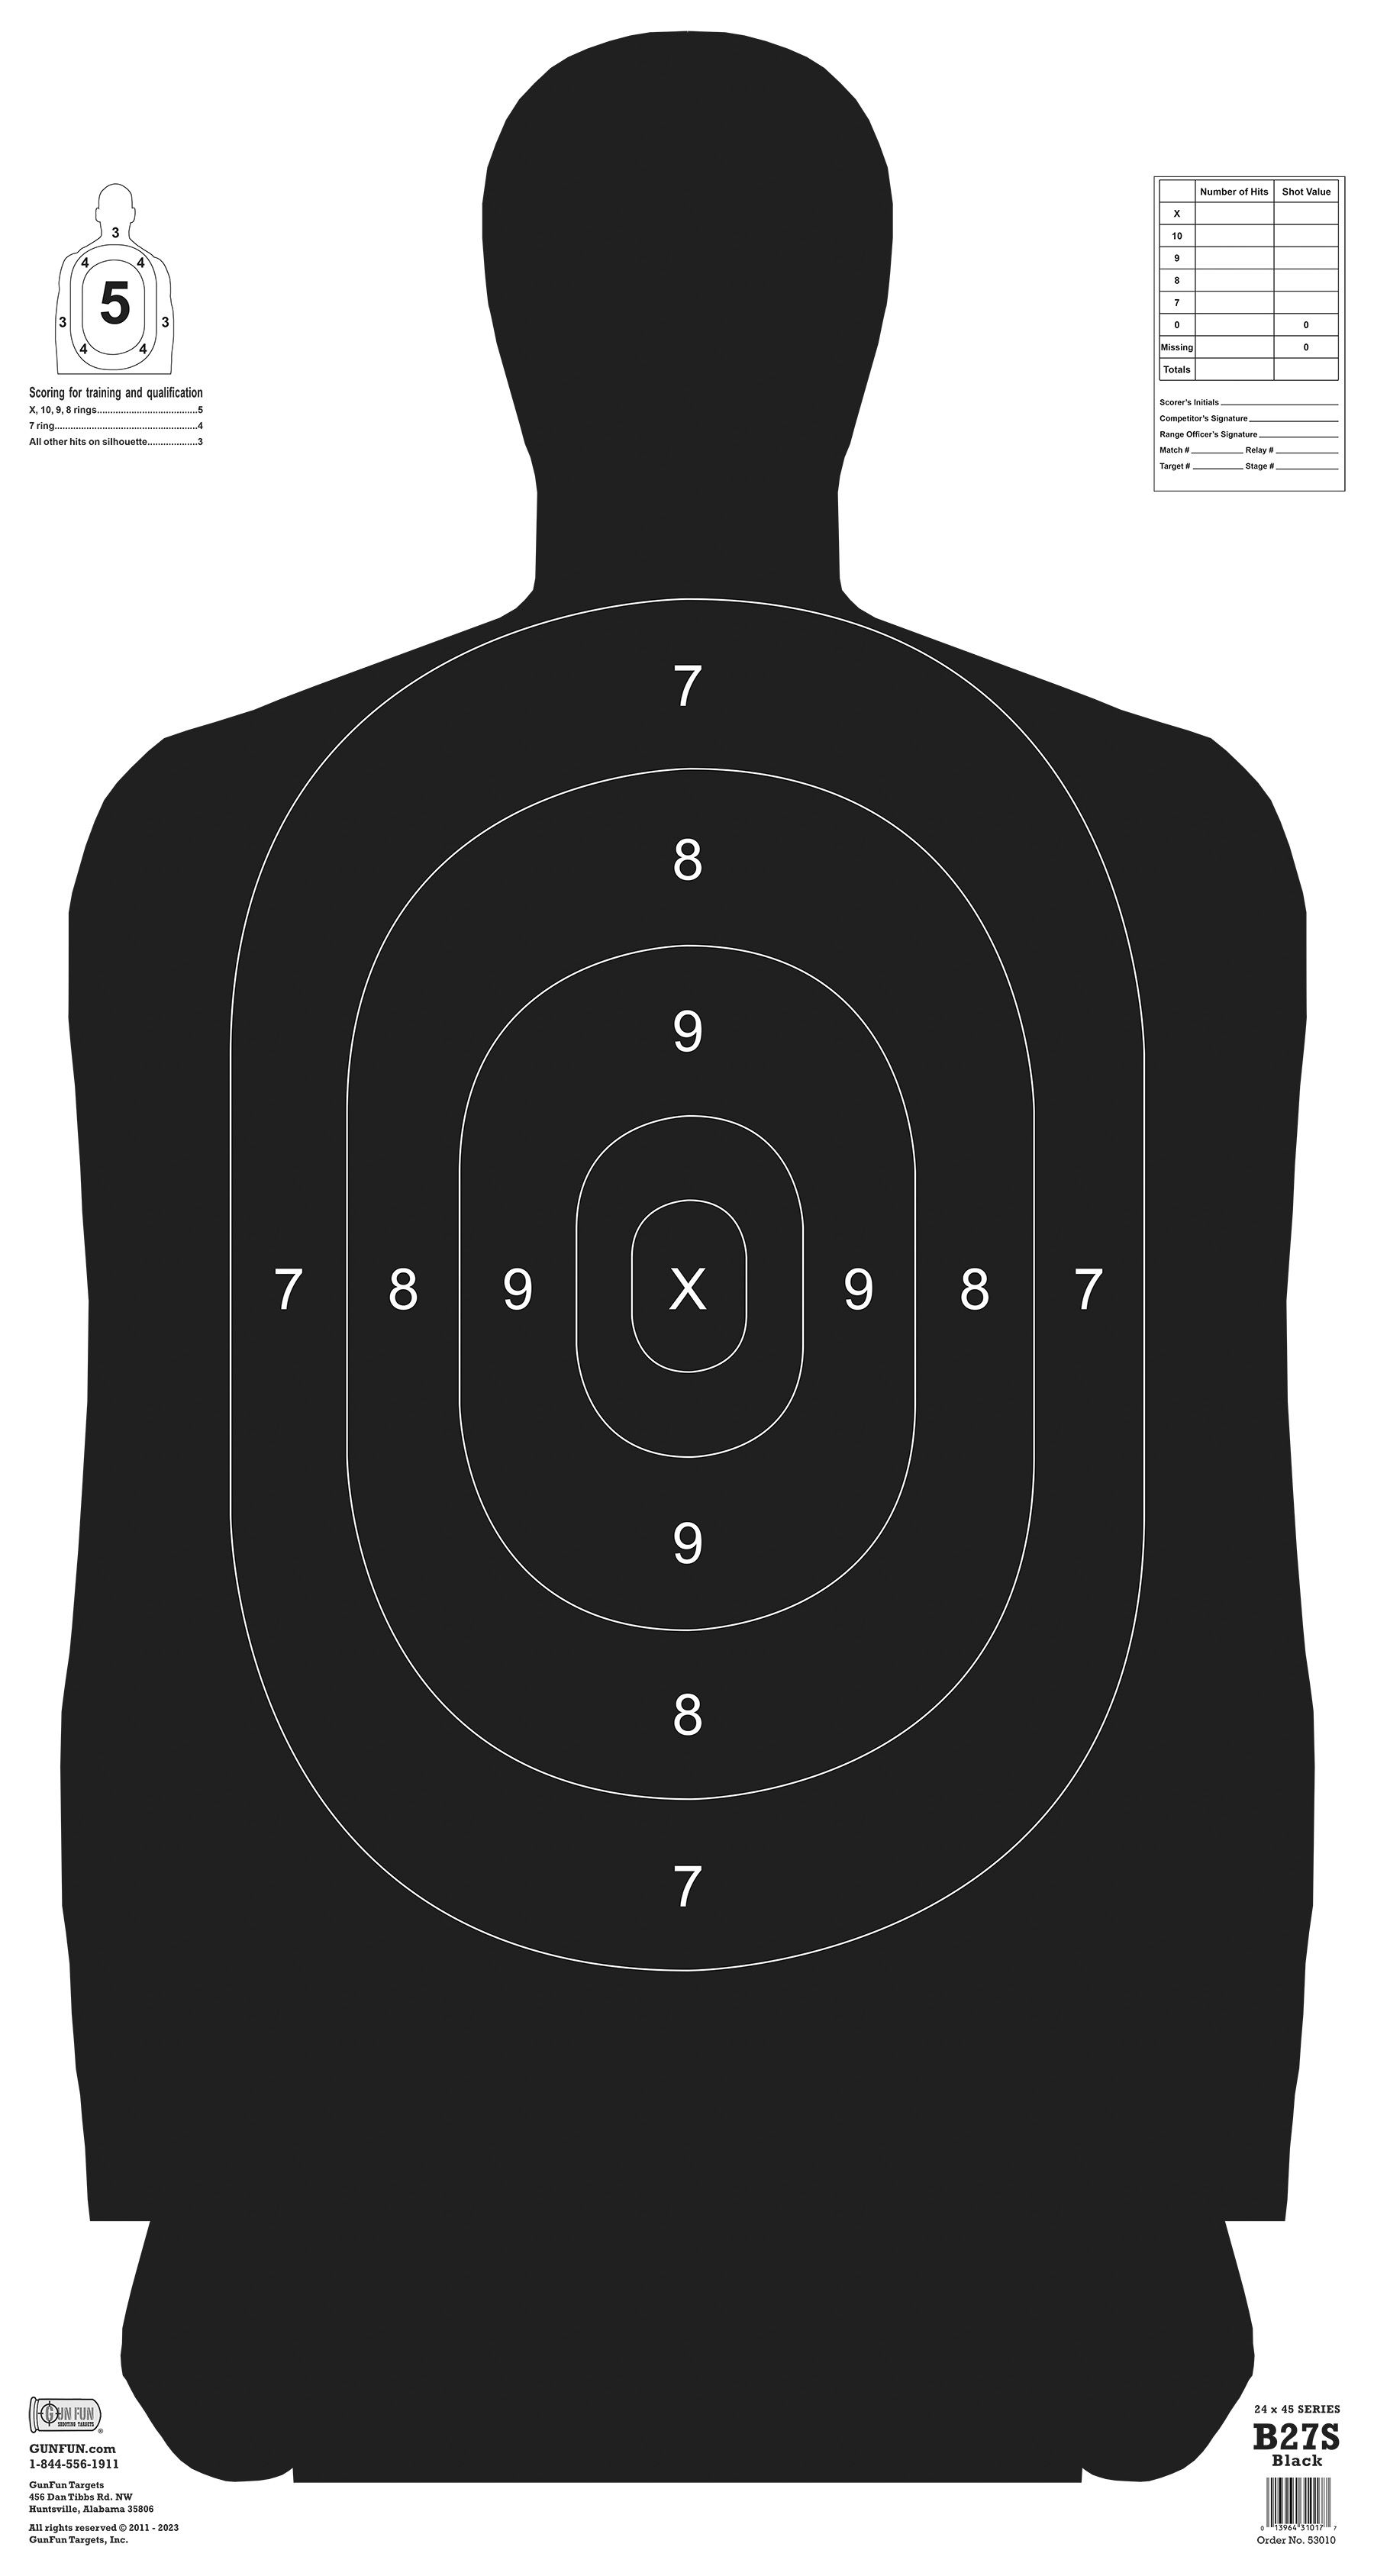 3
4 4
5
3 3
4 4
Scoring for training and qualification
X, 10, 9, 8 rings......................................5
7 ring......................................................4
All other hits on silhouette...................3
Number of Hits Shot Value
X
10
9
8
7
0 0
Missing 0
Totals
Scorer's Initials
Competitor's Signature
Range Officer's Signature
Match # Relay #
Target # Stage #
7
8
9
7 8 9 X 9 8 7
9
8
7
GUN FUN
SHOOTING TARGETS
®
GUNFUN.com
1-844-556-1911
GunFun Targets
456 Dan Tibbs Rd. NW
Huntsville, Alabama 35806
All rights reserved © 2011 - 2023
GunFun Targets, Inc.
24 x 45 SERIES
B27S
Black
0 13964 31017 7
Order No. 53010